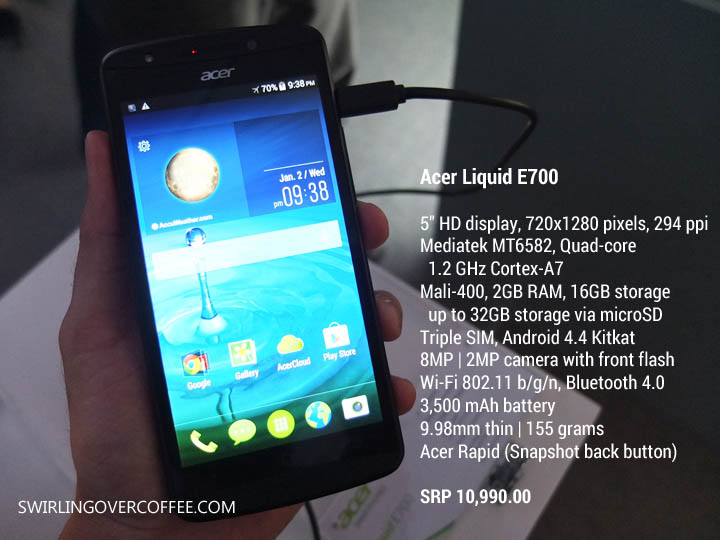 acer
70% 9:38 PM
Jan. 2 / Wed
pm 09:38
AccuWeather.com
Google
Gallery
AcerCloud
Play Store
Acer Liquid E700
5" HD display, 720x1280 pixels, 294 ppi
Mediatek MT6582, Quad-core
1.2 GHz Cortex-A7
Mali-400, 2GB RAM, 16GB storage
up to 32GB storage via microSD
Triple SIM, Android 4.4 Kitkat
8MP | 2MP camera with front flash
Wi-Fi 802.11 b/g/n, Bluetooth 4.0
3,500 mAh battery
9.98mm thin | 155 grams
Acer Rapid (Snapshot back button)
SRP 10,990.00
SWIRLINGOVERCOFFEE.COM
acer